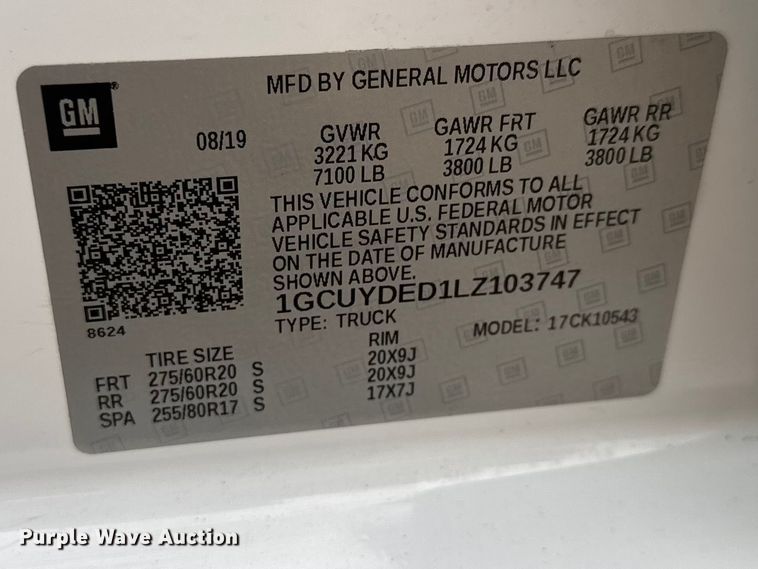 MFD BY GENERAL MOTORS LLC
GM
08/19
GVWR GAWR FRT GAWR RR
3221 KG 1724 KG 1724 KG
7100 LB 3800 LB 3800 LB
THIS VEHICLE CONFORMS TO ALL
APPLICABLE U.S. FEDERAL MOTOR
VEHICLE SAFETY STANDARDS IN EFFECT
ON THE DATE OF MANUFACTURE
SHOWN ABOVE.
1GCUYDED1LZ103747
8624
TYPE: TRUCK MODEL: 17CK10543
TIRE SIZE RIM
FRT 275/60R20 S 20X9J
RR 275/60R20 S 20X9J
SPA 255/80R17 S 17X7J
Purple Wave Auction